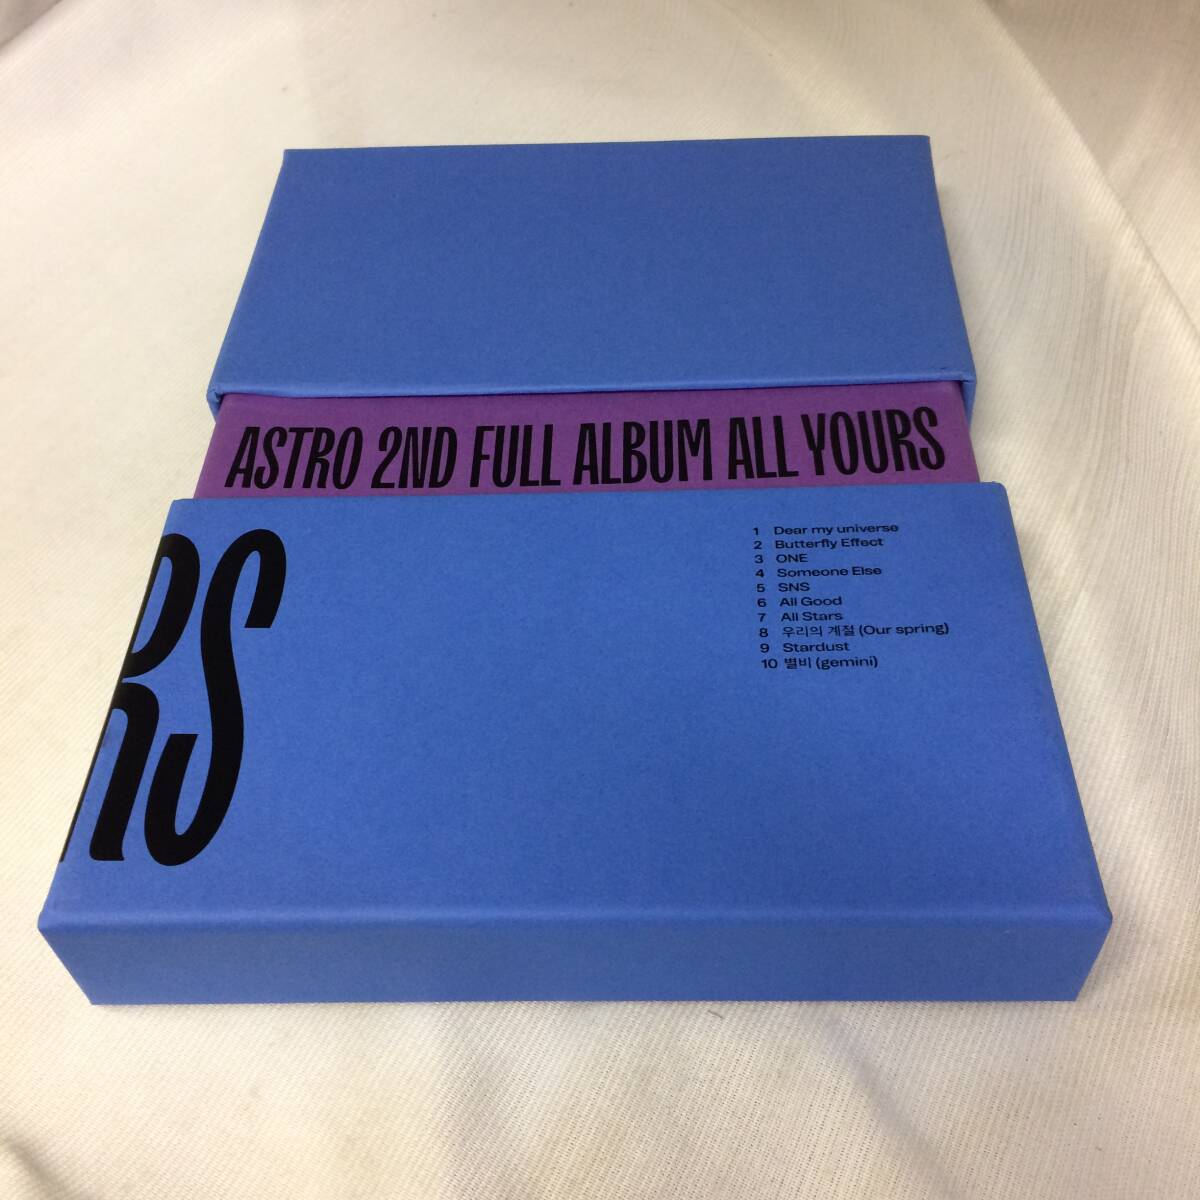 ASTRO 2ND FULL ALBUM ALL YOURS
RS
1 Dear my universe
2 Butterfly Effect
3 ONE
4 Someone Else
5 SNS
6 All Good
7 All Stars
8 우리의 계절 (Our spring)
9 Stardust
10 별비 (gemini)